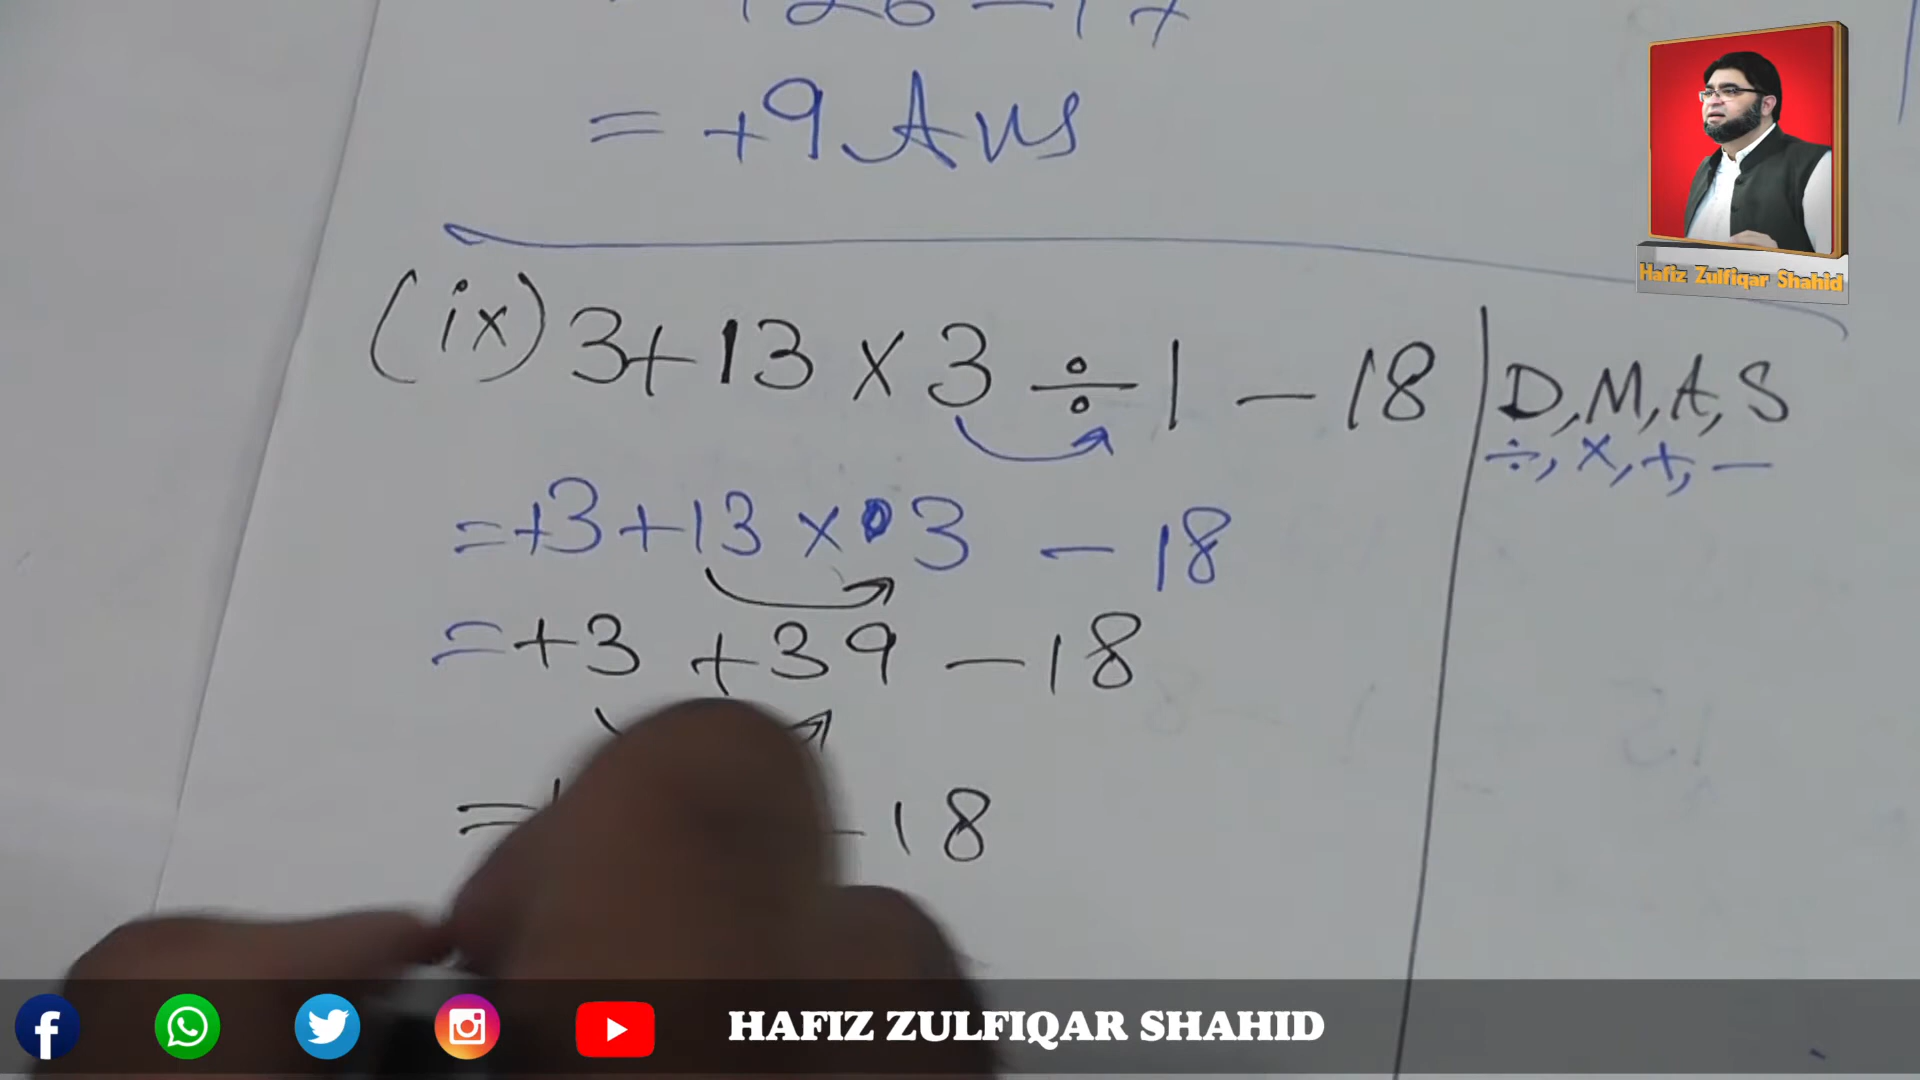 = +9 Ans
(ix) 3+13 × 3 ÷ 1 - 18 | D, M, A, S
÷, ×, +, -
= +3 +13 × 3 - 18
= +3 +39 - 18
- 18
Hafiz Zulfiqar Shahid
HAFIZ ZULFIQAR SHAHID